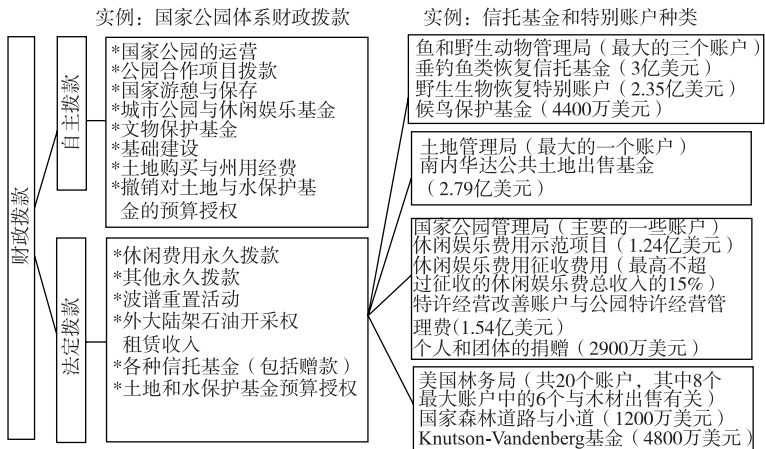 实例：国家公园体系财政拨款
财政拨款
自主拨款
*国家公园的运营
*公园合作项目拨款
*国家游憩与保存
*城市公园与休闲娱乐基金
*文物保护基金
*基础建设
*土地购买与州用经费
*撤销对土地与水保护基
金的预算授权
法定拨款
*休闲费用永久拨款
*其他永久拨款
*波谱重置活动
*外大陆架石油开采权
租赁收入
*各种信托基金（包括赠款）
*土地和水保护基金预算授权
实例：信托基金和特别账户种类
鱼和野生动物管理局（最大的三个账户）
垂钓鱼类恢复信托基金（3亿美元）
野生生物恢复特别账户（2.35亿美元）
候鸟保护基金（4400万美元）
土地管理局（最大的一个账户）
南内华达公共土地出售基金
（2.79亿美元）
国家公园管理局（主要的一些账户）
休闲娱乐费用示范项目（1.24亿美元）
休闲娱乐费征收费用（最高不超
过征收的休闲娱乐费总收入的15%）
特许经营改善账户与公园特许经营管
理费(1.54亿美元）
个人和团体的捐赠（2900万美元）
美国林务局（共20个账户，其中8个
最大账户中的6个与木材出售有关）
国家森林道路与小道（1200万美元）
Knutson-Vandenberg基金（4800万美元）